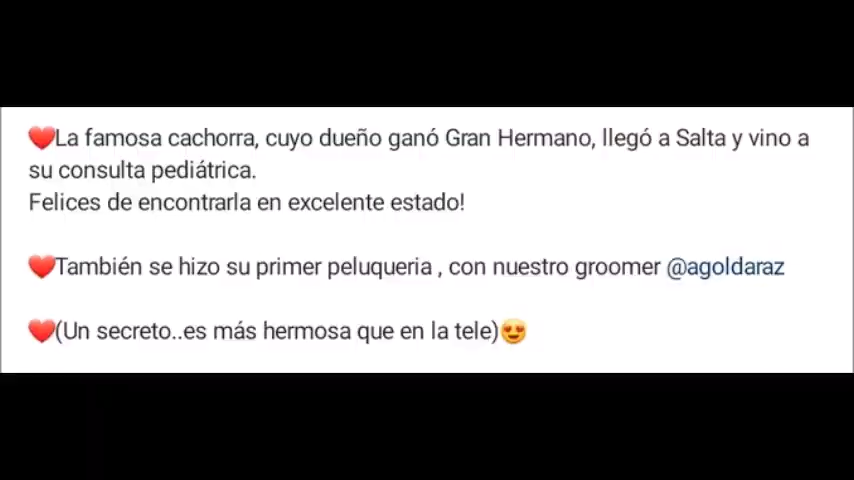 ❤️La famosa cachorra, cuyo dueño ganó Gran Hermano, llegó a Salta y vino a
su consulta pediátrica.
Felices de encontrarla en excelente estado!
❤️También se hizo su primer peluqueria , con nuestro groomer @agoldaraz
❤️(Un secreto..es más hermosa que en la tele)😍